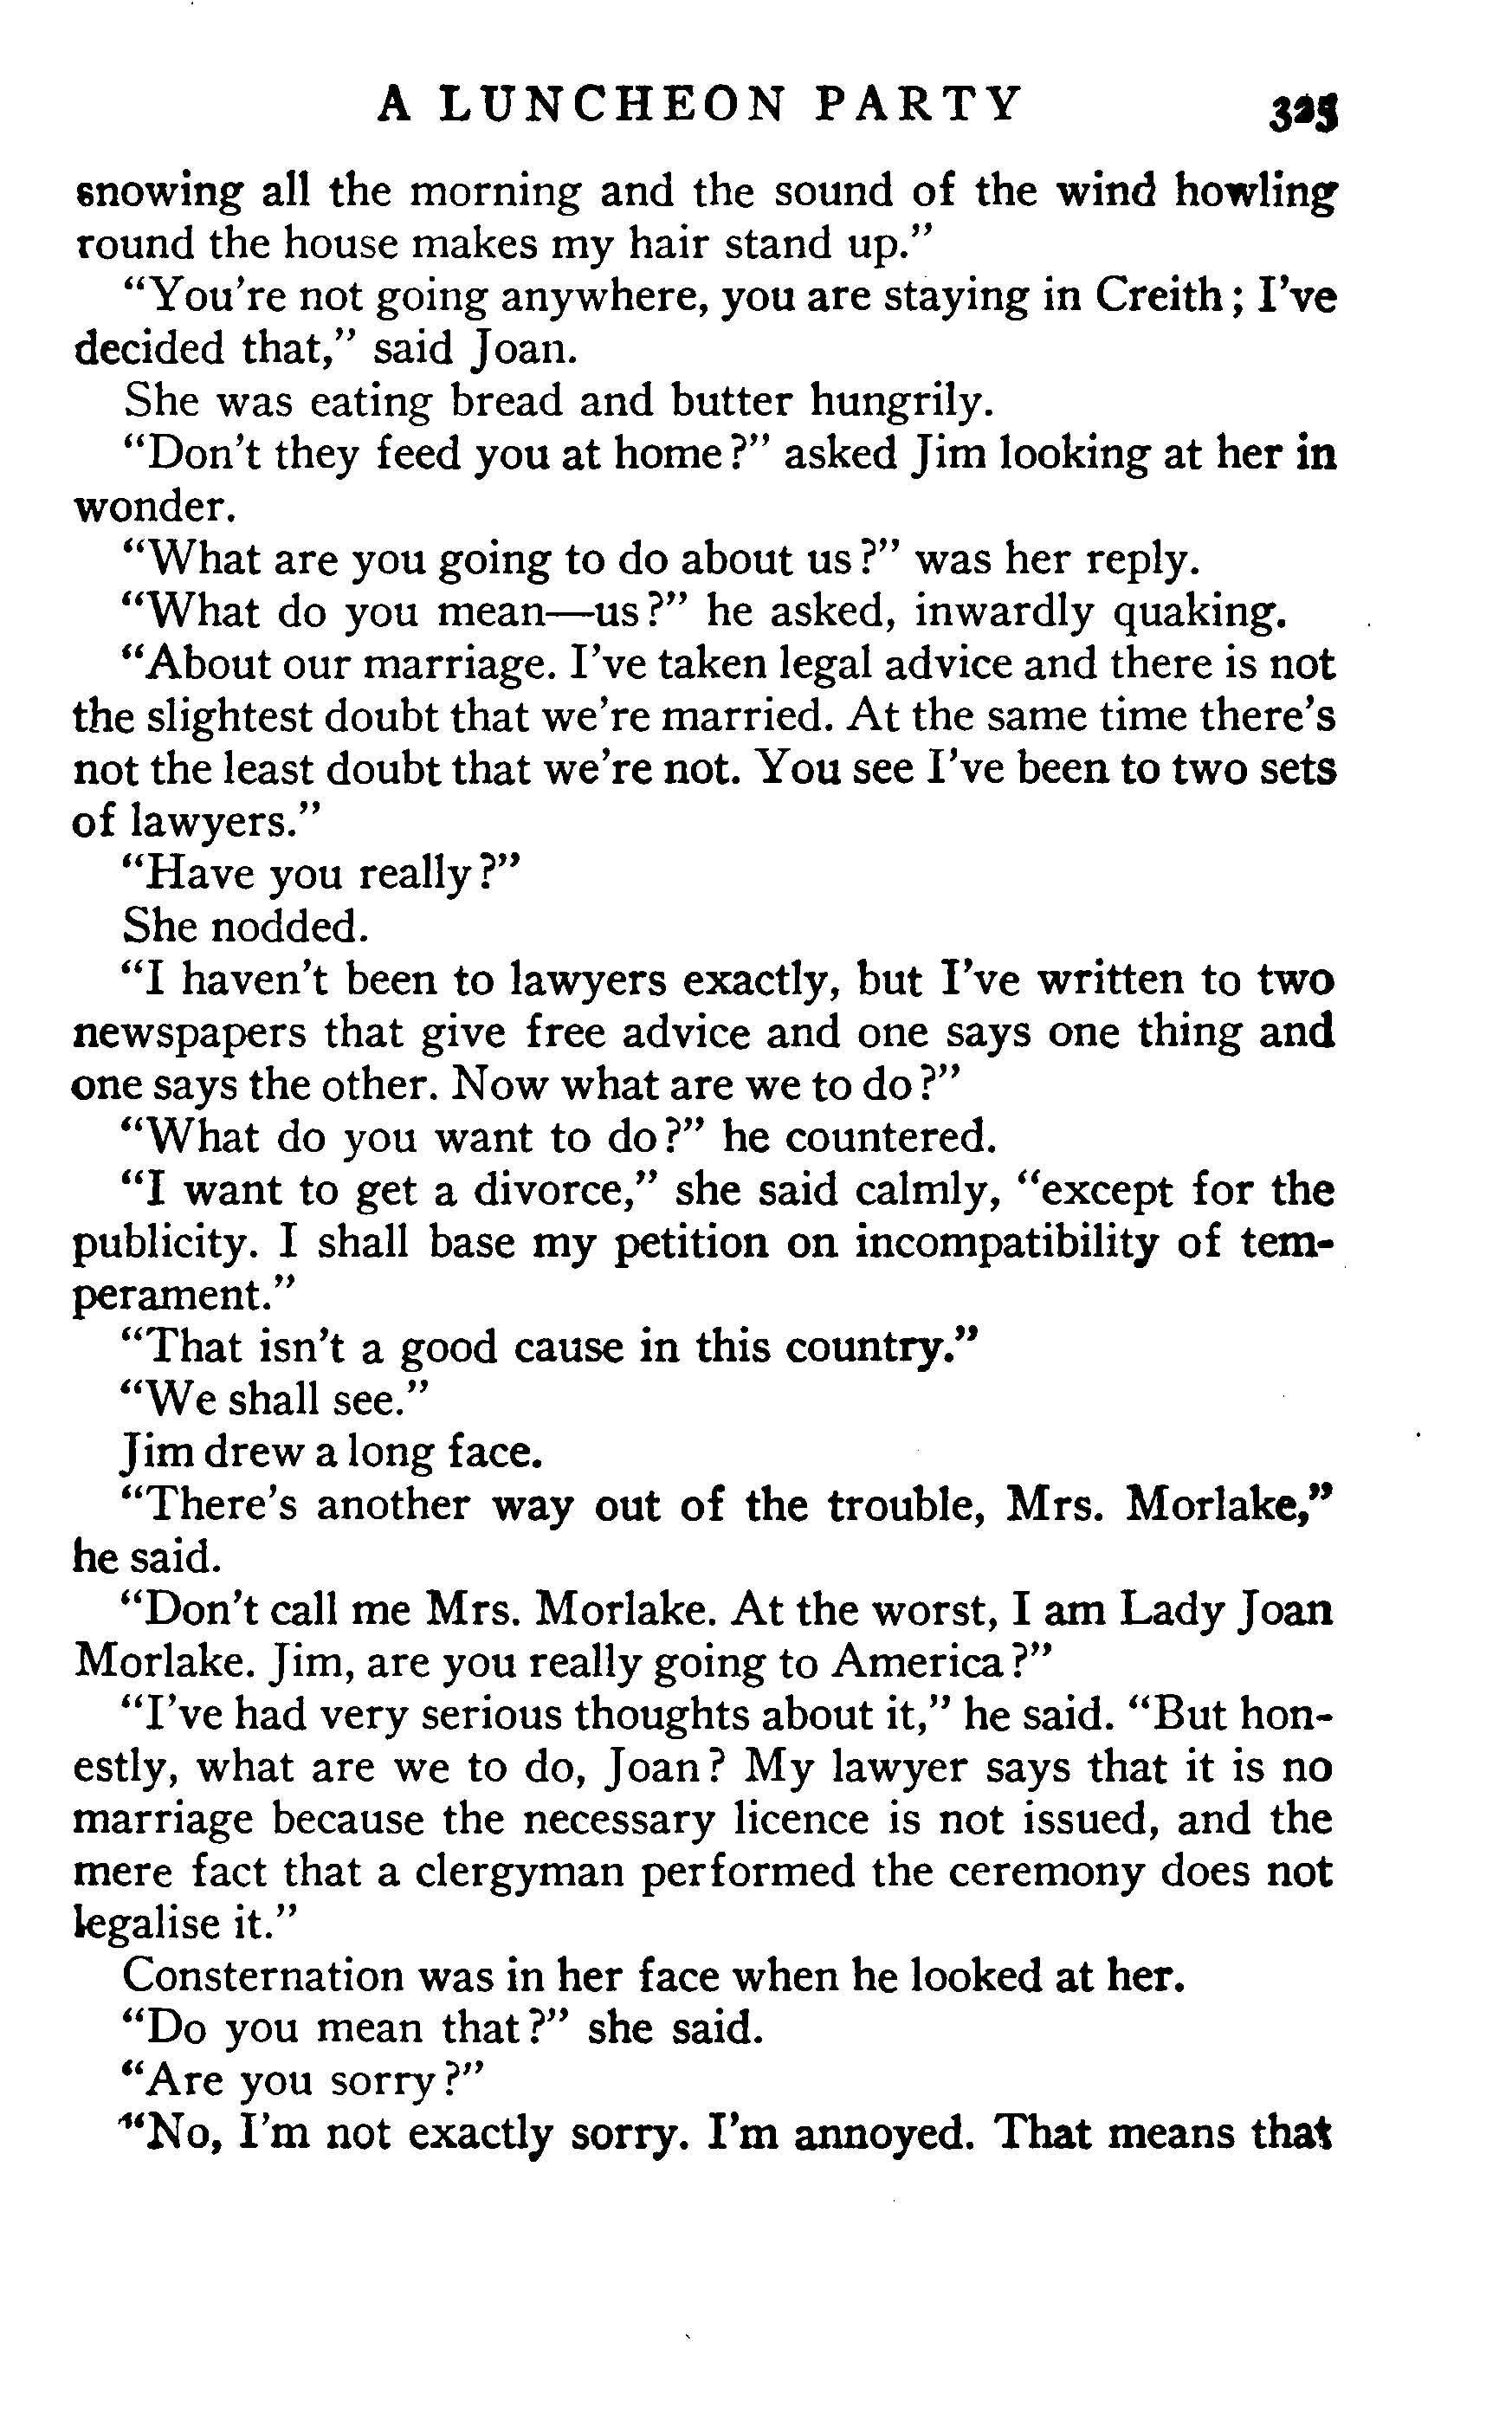 A LUNCHEON PARTY 325
snowing all the morning and the sound of the wind howling
round the house makes my hair stand up."
"You're not going anywhere, you are staying in Creith; I've
decided that," said Joan.
She was eating bread and butter hungrily.
"Don't they feed you at home?" asked Jim looking at her in
wonder.
"What are you going to do about us?" was her reply.
"What do you mean—us?" he asked, inwardly quaking.
"About our marriage. I've taken legal advice and there is not
the slightest doubt that we're married. At the same time there's
not the least doubt that we're not. You see I've been to two sets
of lawyers."
"Have you really?"
She nodded.
"I haven't been to lawyers exactly, but I've written to two
newspapers that give free advice and one says one thing and
one says the other. Now what are we to do?"
"What do you want to do?" he countered.
"I want to get a divorce," she said calmly, "except for the
publicity. I shall base my petition on incompatibility of tem-
perament."
"That isn't a good cause in this country."
"We shall see."
Jim drew a long face.
"There's another way out of the trouble, Mrs. Morlake,"
he said.
"Don't call me Mrs. Morlake. At the worst, I am Lady Joan
Morlake. Jim, are you really going to America?"
"I've had very serious thoughts about it," he said. "But hon-
estly, what are we to do, Joan? My lawyer says that it is no
marriage because the necessary licence is not issued, and the
mere fact that a clergyman performed the ceremony does not
legalise it."
Consternation was in her face when he looked at her.
"Do you mean that?" she said.
"Are you sorry?"
"No, I'm not exactly sorry. I'm annoyed. That means that